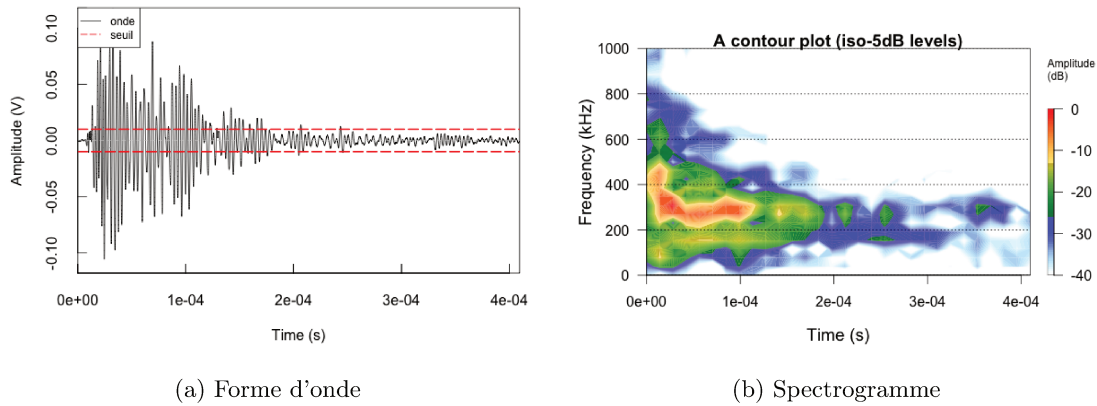 0.10
0.05
0.00
-0.05
-0.10
Amplitude (V)
onde
seuil
0e+00
1e-04
2e-04
3e-04
4e-04
Time (s)
(a) Forme d'onde
A contour plot (iso-5dB levels)
1000
800
600
400
200
0
Frequency (kHz)
0e+00
1e-04
2e-04
3e-04
4e-04
Time (s)
Amplitude
(dB)
0
-10
-20
-30
-40
(b) Spectrogramme